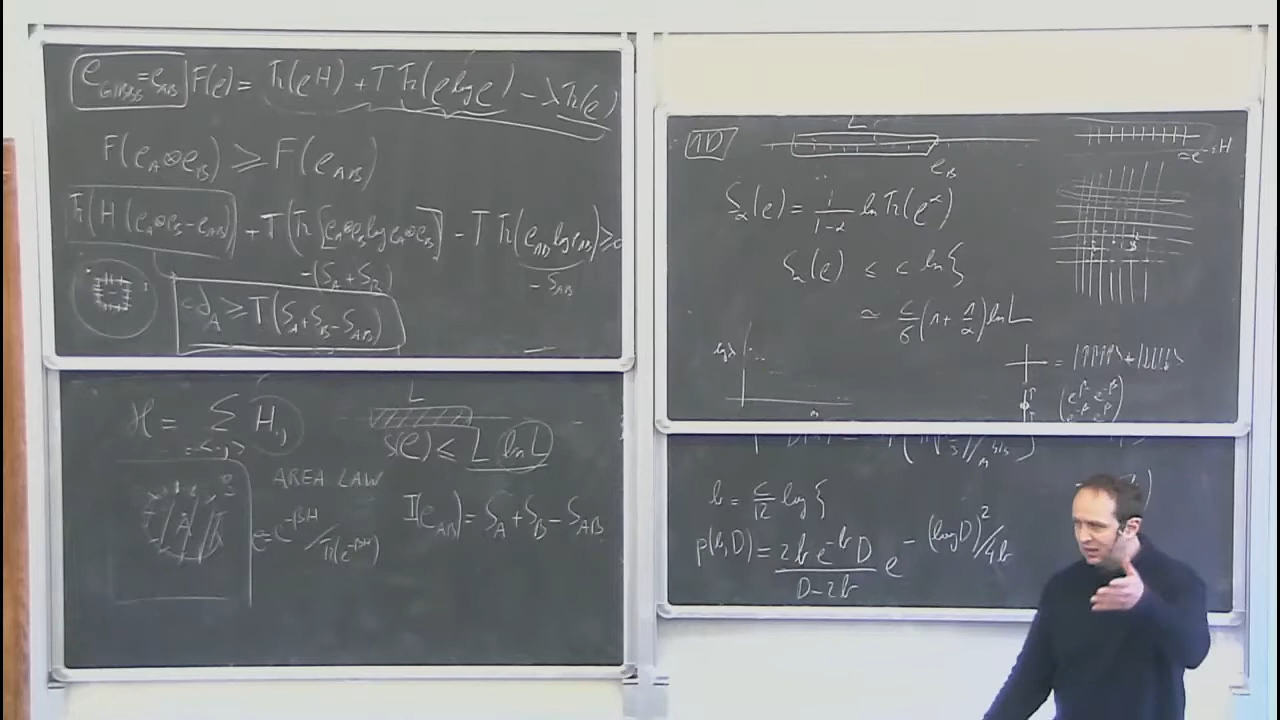 ρ_GIBBS = ρ_AB F(ρ) = Tr(ρH) + T Tr(ρ log ρ) - λ Tr(ρ)
F(ρ_A ⊗ ρ_B) ≥ F(ρ_AB)
Tr(H(ρ_A ⊗ ρ_B - ρ_AB)) + T(Tr[ρ_A ⊗ ρ_B log ρ_A ⊗ ρ_B] - T Tr(ρ_AB log ρ_AB) ≥ 0
-(S_A + S_B) - S_AB
≥ T(S_A + S_B - S_AB)
H = Σ H_ij
<i,j>
L
S(ρ) ≤ L ln L
AREA LAW
A
ρ = e^{-βH} / Tr(e^{-βH})
I(ρ_AB) = S_A + S_B - S_AB
1D
L
S_α(ρ) = 1/(1-α) ln Tr(ρ^α)
S_α(ρ) ≤ c ln ξ
≃ c/6 (1 + 1/α) ln L
log λ
b = c/12 log ξ
p(b,D) = 2b e^{-b} D / (D - 2b) e^{-(log D)^2/4b}